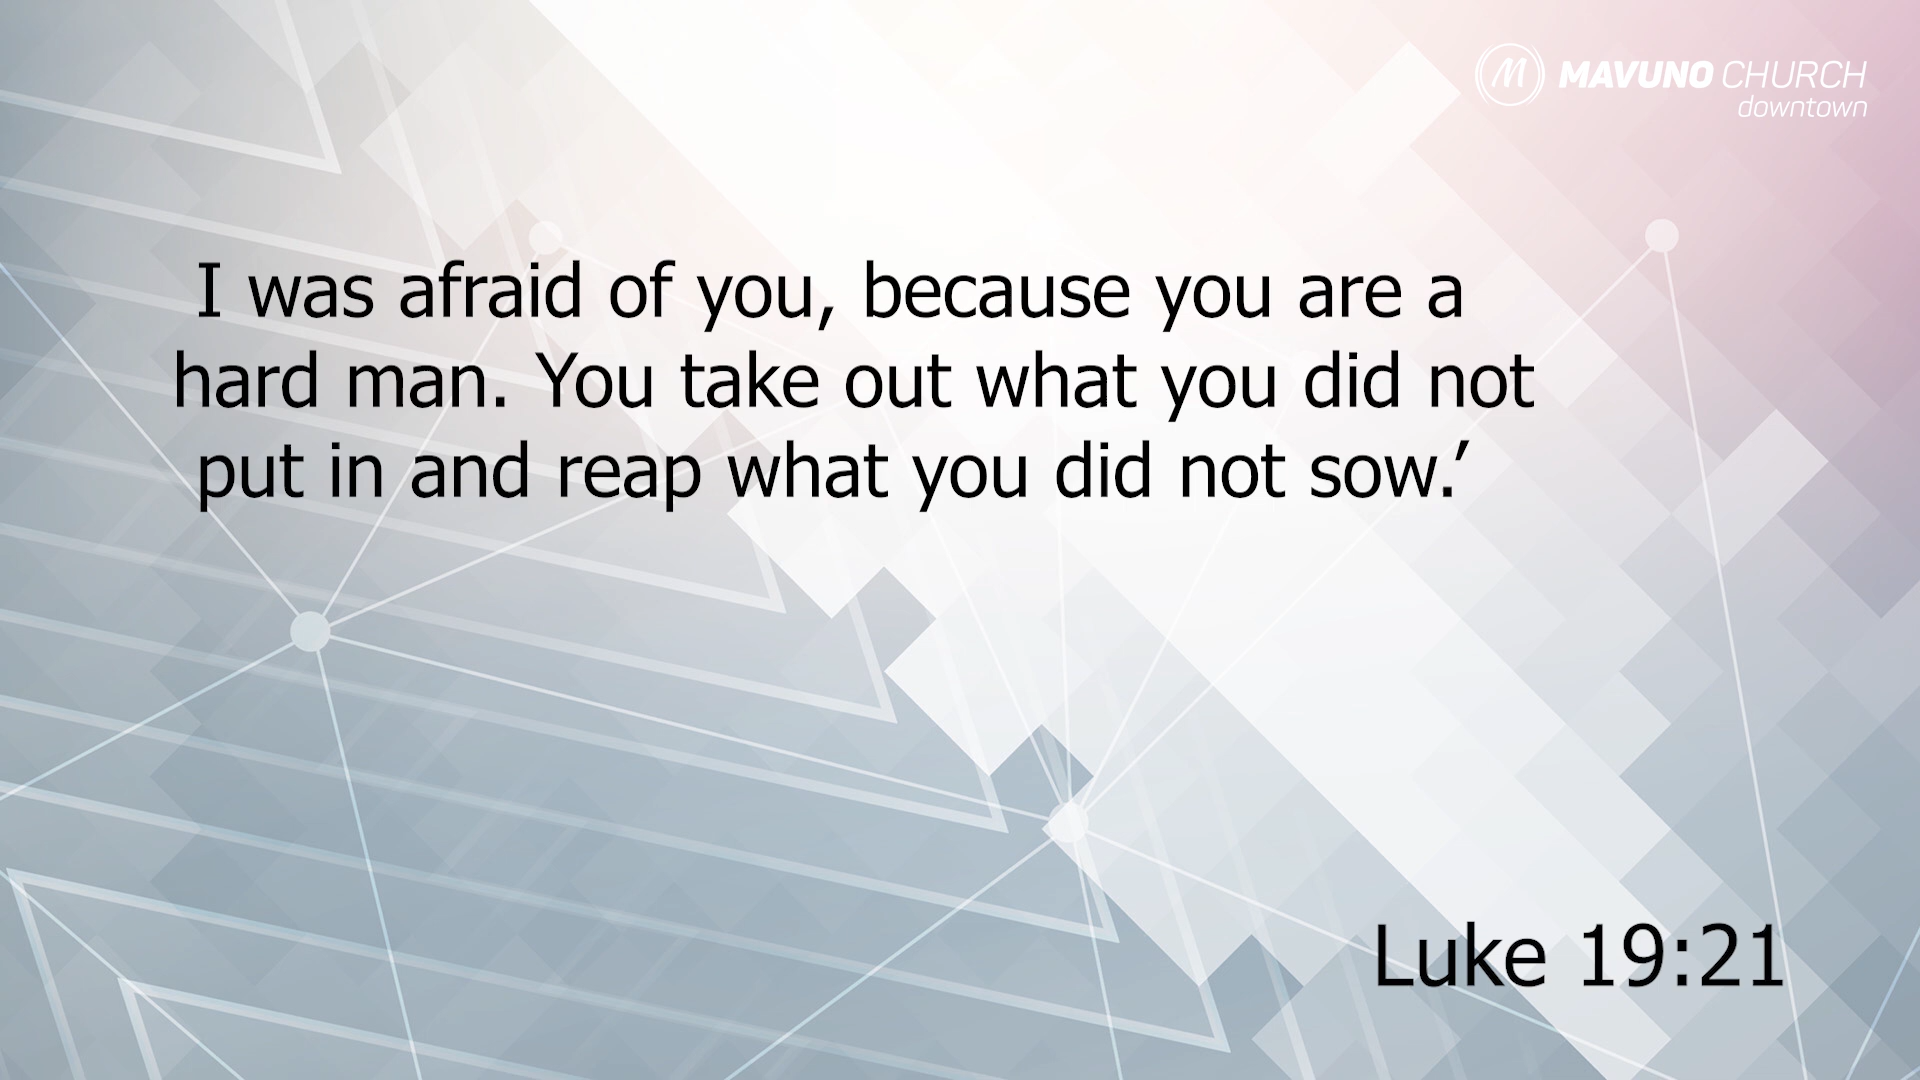 MAVUNO CHURCH
downtown
I was afraid of you, because you are a
hard man. You take out what you did not
put in and reap what you did not sow.’
Luke 19:21